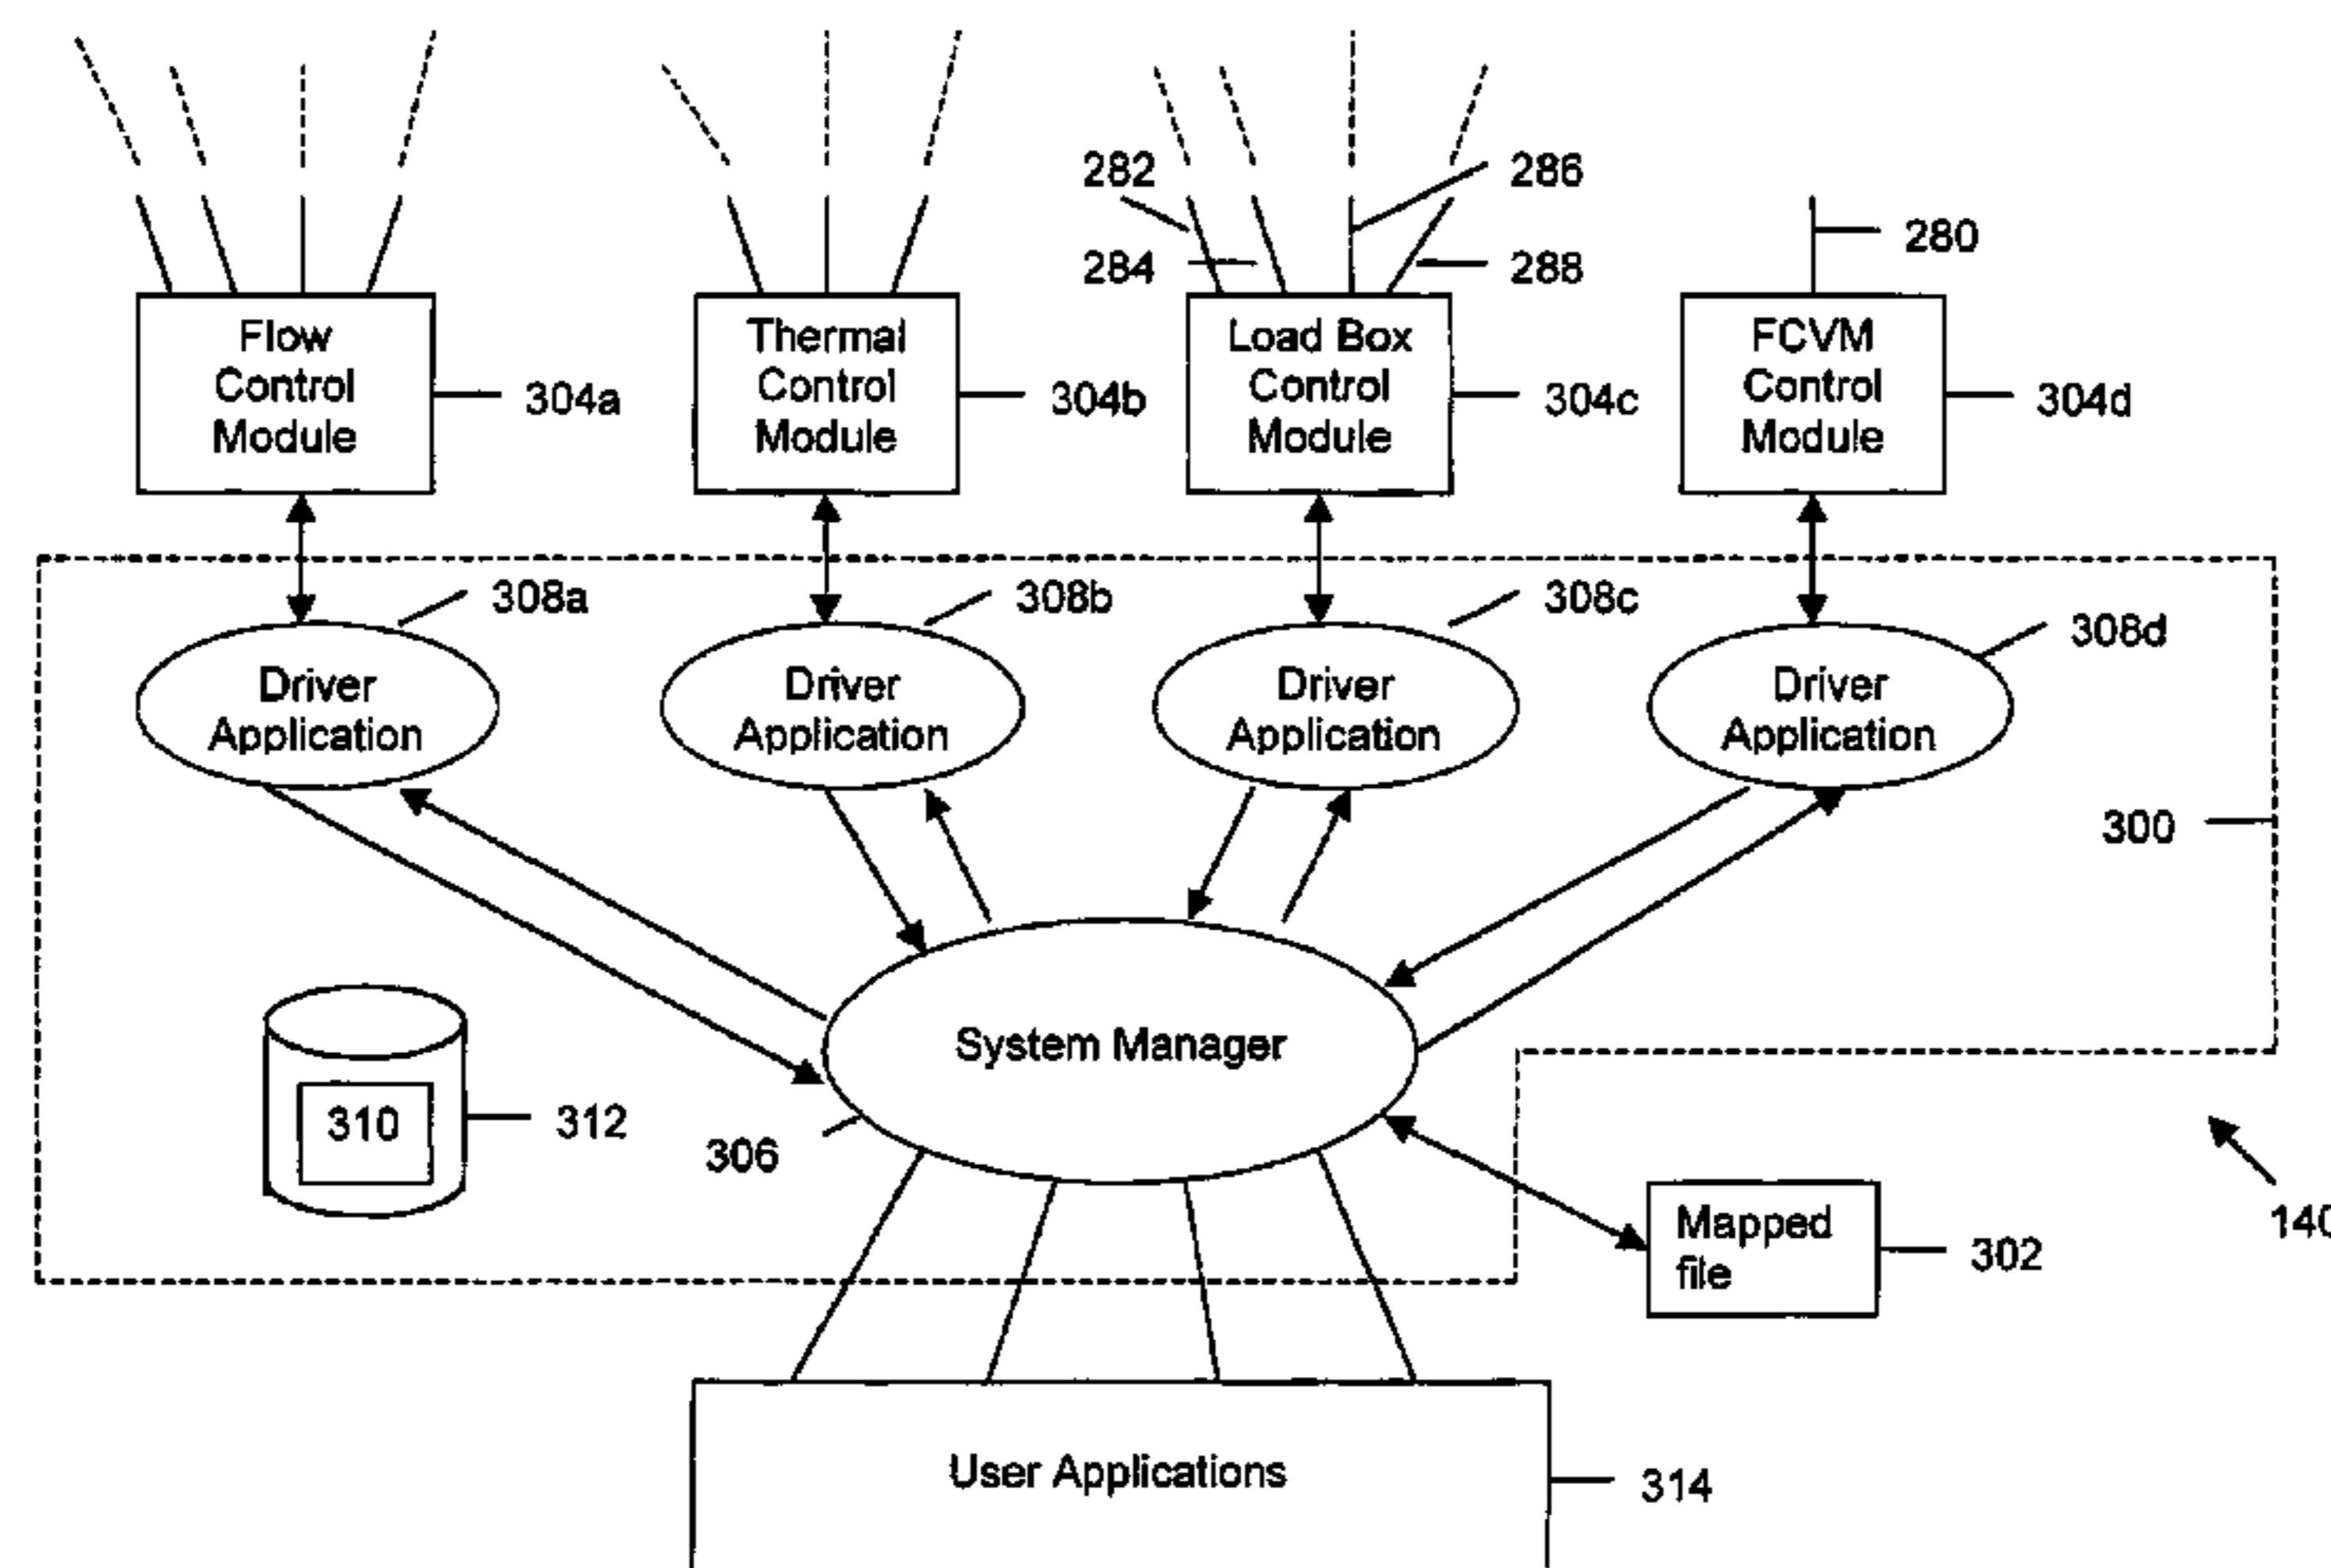 282
286
284
288
280
Flow
Control
Module
304a
Thermal
Control
Module
304b
Load Box
Control
Module
304c
FCVM
Control
Module
304d
308a
308b
308c
308d
Driver
Application
Driver
Application
Driver
Application
Driver
Application
300
System Manager
310
312
306
Mapped
file
302
140
User Applications
314